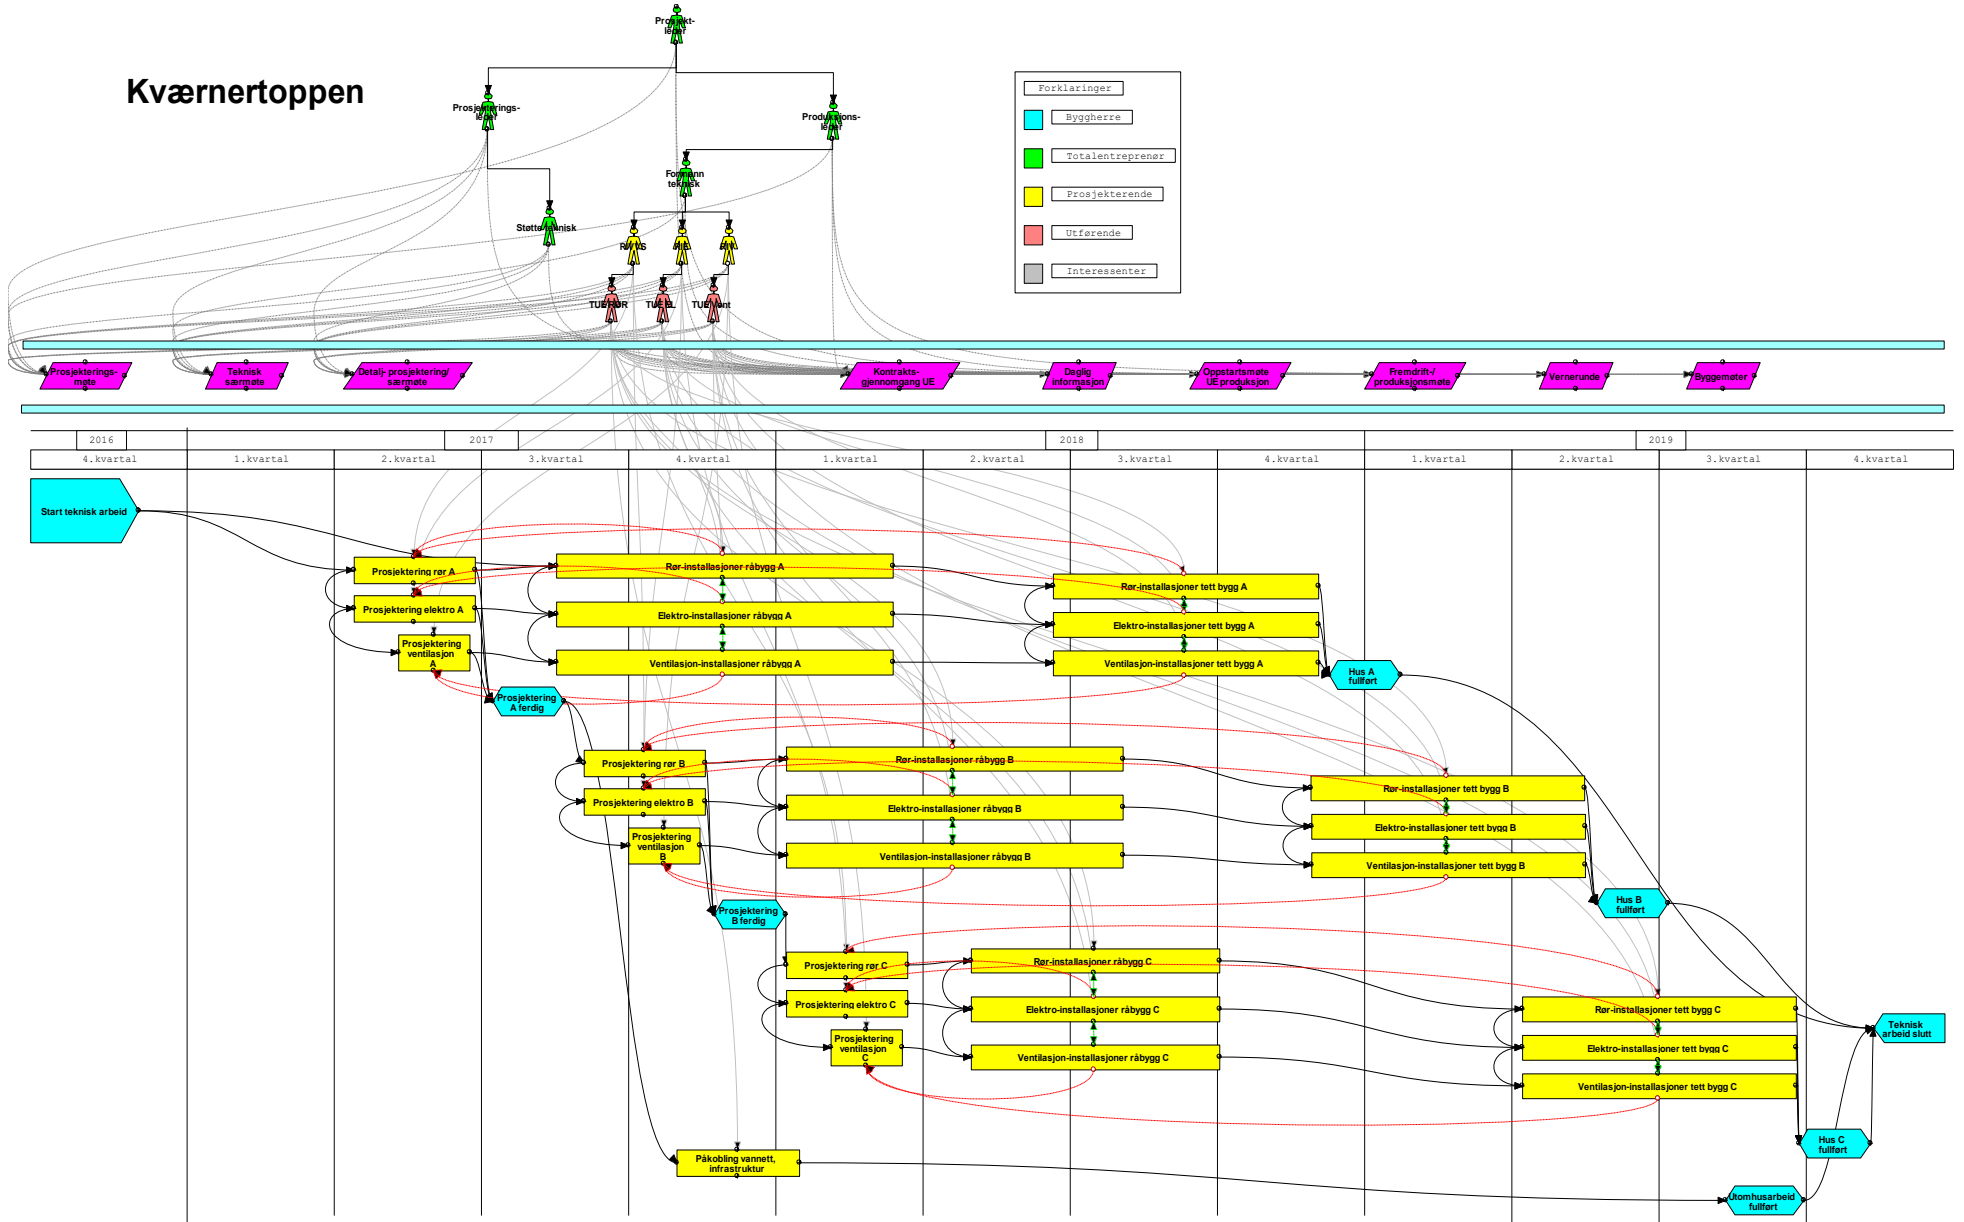 Prosjekt-
leder
Kværnertoppen
Prosjekterings-
leder
Produksjons-
leder
Formann
teknisk
Støtte teknisk
RIVVS
RIE
RIV
TUE RØR
TUE EL
TUE Vent
Forklaringer
Byggherre
Totalentreprenør
Prosjekterende
Utførende
Interessenter
Prosjekterings-
møte
Teknisk
særmøte
Detalj- prosjektering/
særmøte
Kontrakts-
gjennomgang UE
Daglig
informasjon
Oppstartsmøte
UE produksjon
Fremdrift-/
produksjonsmøte
Vernerunde
Byggemøter
2016
2017
2018
2019
4.kvartal
1.kvartal
2.kvartal
3.kvartal
4.kvartal
1.kvartal
2.kvartal
3.kvartal
4.kvartal
1.kvartal
2.kvartal
3.kvartal
4.kvartal
Start teknisk arbeid
Prosjektering rør A
Rør-installasjoner råbygg A
Rør-installasjoner tett bygg A
Prosjektering elektro A
Elektro-installasjoner råbygg A
Elektro-installasjoner tett bygg A
Prosjektering
ventilasjon
A
Ventilasjon-installasjoner råbygg A
Ventilasjon-installasjoner tett bygg A
Hus A
fullført
Prosjektering
A ferdig
Prosjektering rør B
Rør-installasjoner råbygg B
Rør-installasjoner tett bygg B
Prosjektering elektro B
Elektro-installasjoner råbygg B
Elektro-installasjoner tett bygg B
Prosjektering
ventilasjon
B
Ventilasjon-installasjoner råbygg B
Ventilasjon-installasjoner tett bygg B
Prosjektering
B ferdig
Hus B
fullført
Prosjektering rør C
Rør-installasjoner råbygg C
Rør-installasjoner tett bygg C
Prosjektering elektro C
Elektro-installasjoner råbygg C
Elektro-installasjoner tett bygg C
Prosjektering
ventilasjon
C
Ventilasjon-installasjoner råbygg C
Ventilasjon-installasjoner tett bygg C
Teknisk
arbeid slutt
Hus C
fullført
Påkobling vannett,
infrastruktur
Utomhusarbeid
fullført